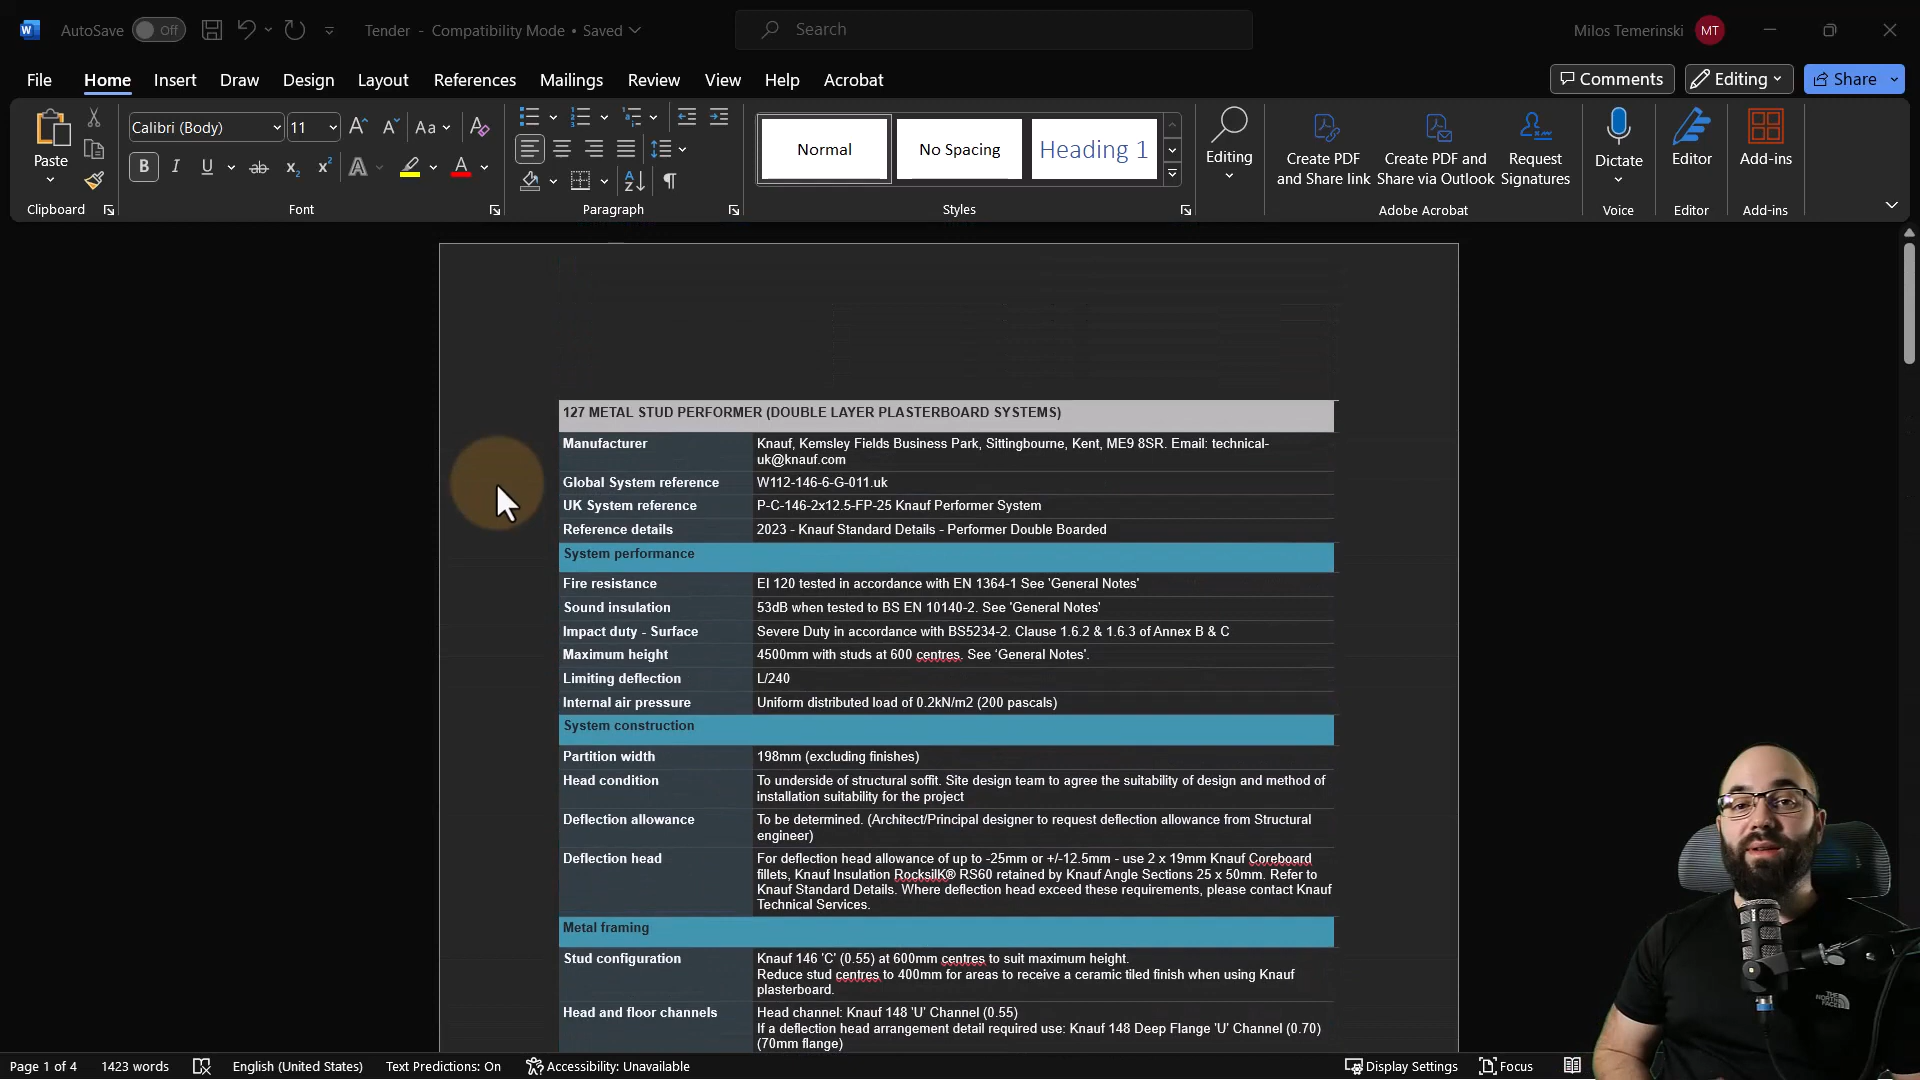 AutoSave Off Tender - Compatibility Mode • Saved Search Milos Temerinski MT
File Home Insert Draw Design Layout References Mailings Review View Help Acrobat Comments Editing Share
Paste
Clipboard
Calibri (Body) 11
Font
Paragraph
Normal No Spacing Heading 1
Styles
Editing
Create PDF and Share link
Create PDF and Share via Outlook
Request Signatures
Adobe Acrobat
Dictate
Voice
Editor
Editor
Add-ins
Add-ins
127 METAL STUD PERFORMER (DOUBLE LAYER PLASTERBOARD SYSTEMS)
Manufacturer Knauf, Kemsley Fields Business Park, Sittingbourne, Kent, ME9 8SR. Email: technical-
uk@knauf.com
Global System reference W112-146-6-G-011.uk
UK System reference P-C-146-2x12.5-FP-25 Knauf Performer System
Reference details 2023 - Knauf Standard Details - Performer Double Boarded
System performance
Fire resistance EI 120 tested in accordance with EN 1364-1 See 'General Notes'
Sound insulation 53dB when tested to BS EN 10140-2. See 'General Notes'
Impact duty - Surface Severe Duty in accordance with BS5234-2. Clause 1.6.2 & 1.6.3 of Annex B & C
Maximum height 4500mm with studs at 600 centres. See 'General Notes'.
Limiting deflection L/240
Internal air pressure Uniform distributed load of 0.2kN/m2 (200 pascals)
System construction
Partition width 198mm (excluding finishes)
Head condition To underside of structural soffit. Site design team to agree the suitability of design and method of
installation suitability for the project
Deflection allowance To be determined. (Architect/Principal designer to request deflection allowance from Structural
engineer)
Deflection head For deflection head allowance of up to -25mm or +/-12.5mm - use 2 x 19mm Knauf Coreboard
fillets, Knauf Insulation RocksilK® RS60 retained by Knauf Angle Sections 25 x 50mm. Refer to
Knauf Standard Details. Where deflection head exceed these requirements, please contact Knauf
Technical Services.
Metal framing
Stud configuration Knauf 146 'C' (0.55) at 600mm centres to suit maximum height.
Reduce stud centres to 400mm for areas to receive a ceramic tiled finish when using Knauf
plasterboard.
Head and floor channels Head channel: Knauf 148 'U' Channel (0.55)
If a deflection head arrangement detail required use: Knauf 148 Deep Flange 'U' Channel (0.70)
(70mm flange)
THE NORTH FACE
Page 1 of 4 1423 words English (United States) Text Predictions: On Accessibility: Unavailable Display Settings Focus